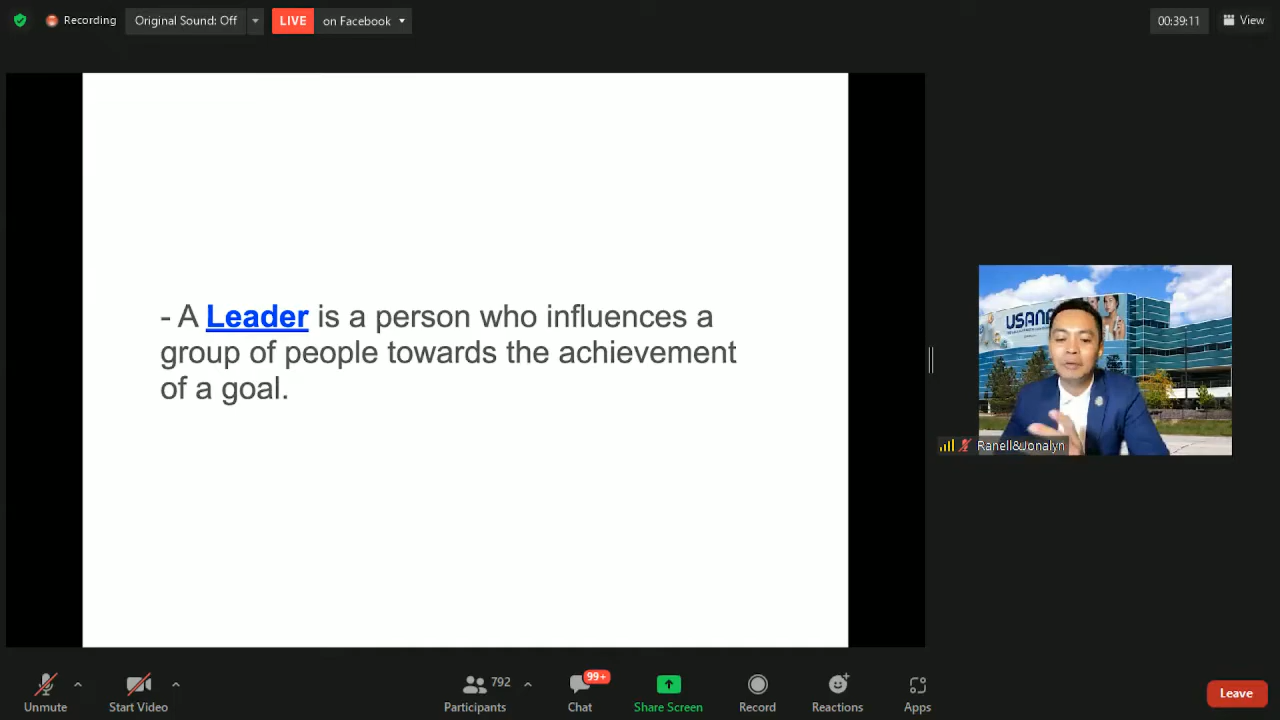 Recording
Original Sound: Off
LIVE
on Facebook
00:39:11
View
- A Leader is a person who influences a
group of people towards the achievement
of a goal.
USANA
Ranell&Jonalyn
Unmute
Start Video
792
Participants
99+
Chat
Share Screen
Record
Reactions
Apps
Leave